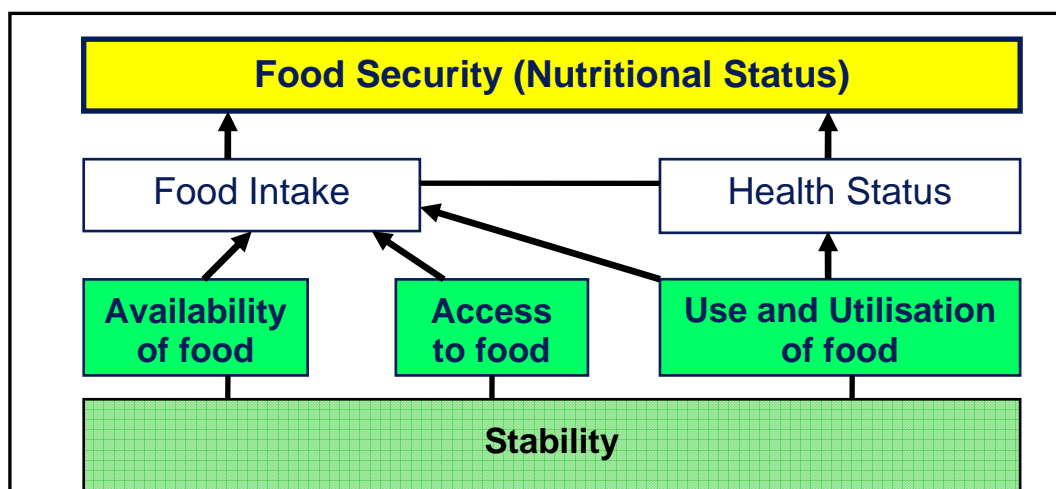 Food Security (Nutritional Status)
Food Intake
Health Status
Availability
of food
Access
to food
Use and Utilisation
of food
Stability